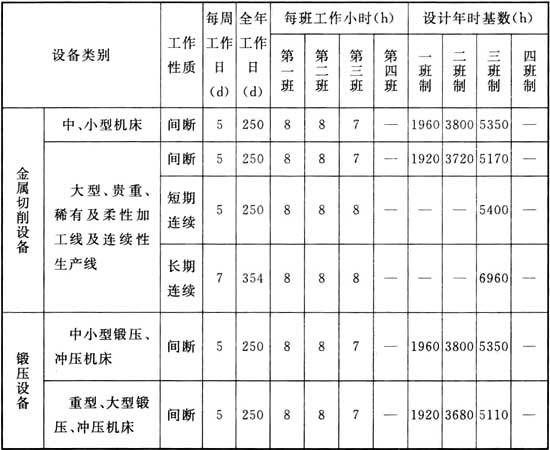 设备类别 工作性质 每周工作日(d) 全年工作日(d) 每班工作小时(h) 设计年时基数(h)
第一班 第二班 第三班 第四班 一班制 二班制 三班制 四班制
金属切削设备
中、小型机床 间断 5 250 8 8 7 — 1960 3800 5350 —
大型、贵重、稀有及柔性加工线及连续性生产线
间断 5 250 8 8 7 — 1920 3720 5170 —
短期连续 5 250 8 8 8 — — — 5400 —
长期连续 7 354 8 8 8 — — — 6960 —
锻压设备
中小型锻压、冲压机床 间断 5 250 8 8 7 — 1960 3800 5350 —
重型、大型锻压、冲压机床 间断 5 250 8 8 7 — 1920 3680 5110 —